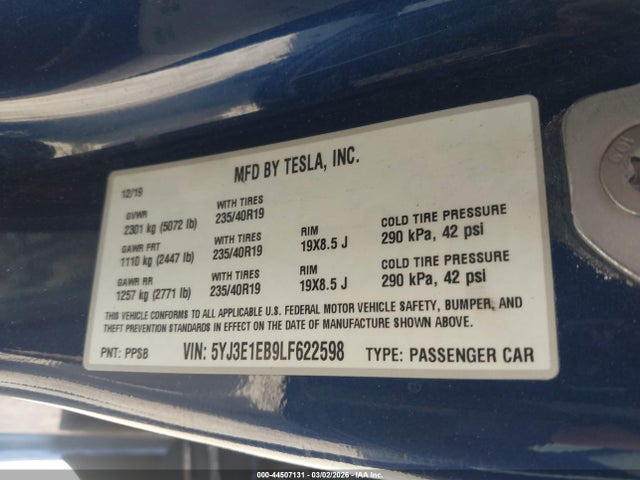 MFD BY TESLA, INC.
12/19
GVWR WITH TIRES
2301 kg (5072 lb) 235/40R19
GAWR FRT WITH TIRES RIM COLD TIRE PRESSURE
1110 kg (2447 lb) 235/40R19 19X8.5 J 290 kPa, 42 psi
GAWR RR WITH TIRES RIM COLD TIRE PRESSURE
1257 kg (2771 lb) 235/40R19 19X8.5 J 290 kPa, 42 psi
THIS VEHICLE CONFORMS TO ALL APPLICABLE U.S. FEDERAL MOTOR VEHICLE SAFETY, BUMPER, AND
THEFT PREVENTION STANDARDS IN EFFECT ON THE DATE OF MANUFACTURE SHOWN ABOVE.
PNT: PPSB VIN: 5YJ3E1EB9LF622598 TYPE: PASSENGER CAR
000-44507131 - 03/02/2026 - IAA Inc.